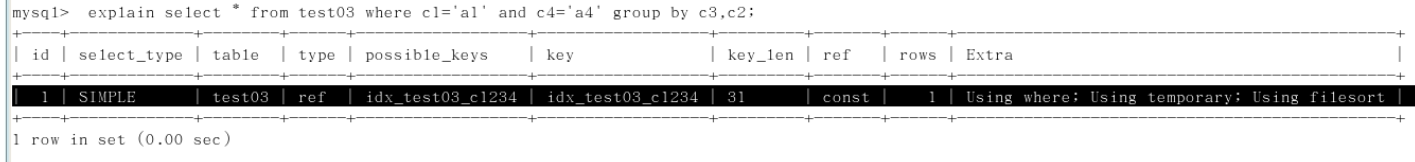 mysql>  explain select * from test03 where c1='a1' and c4='a4' group by c3,c2;
+----+-------------+--------+------+-----------------+-----------------+---------+-------+------+----------------------------------------------+
| id | select_type | table  | type | possible_keys   | key             | key_len | ref   | rows | Extra                                        |
+----+-------------+--------+------+-----------------+-----------------+---------+-------+------+----------------------------------------------+
|  1 | SIMPLE      | test03 | ref  | idx_test03_c1234 | idx_test03_c1234 | 31      | const |    1 | Using where; Using temporary; Using filesort |
+----+-------------+--------+------+-----------------+-----------------+---------+-------+------+----------------------------------------------+
1 row in set (0.00 sec)